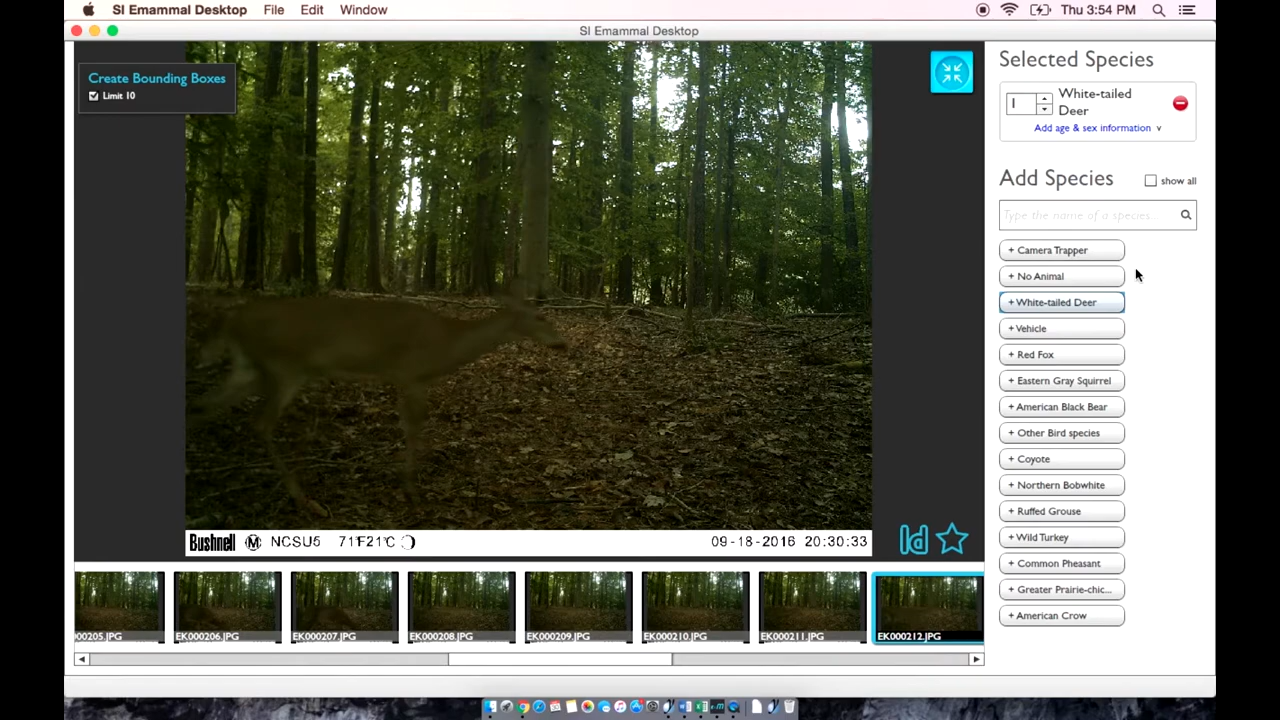 SI Emammal Desktop File Edit Window Thu 3:54 PM
SI Emammal Desktop
Create Bounding Boxes
Limit 10
Selected Species
1 White-tailed
Deer
Add age & sex information v
Add Species
show all
Type the name of a species...
+ Camera Trapper
+ No Animal
+ White-tailed Deer
+ Vehicle
+ Red Fox
+ Eastern Gray Squirrel
+ American Black Bear
+ Other Bird species
+ Coyote
+ Northern Bobwhite
+ Ruffed Grouse
+ Wild Turkey
+ Common Pheasant
+ Greater Prairie-chic...
+ American Crow
Bushnell M NCSU5 71°F21°C 09-18-2016 20:30:33
Id
000205.JPG EK000206.JPG EK000207.JPG EK000208.JPG EK000209.JPG EK000210.JPG EK000211.JPG EK000212.JPG